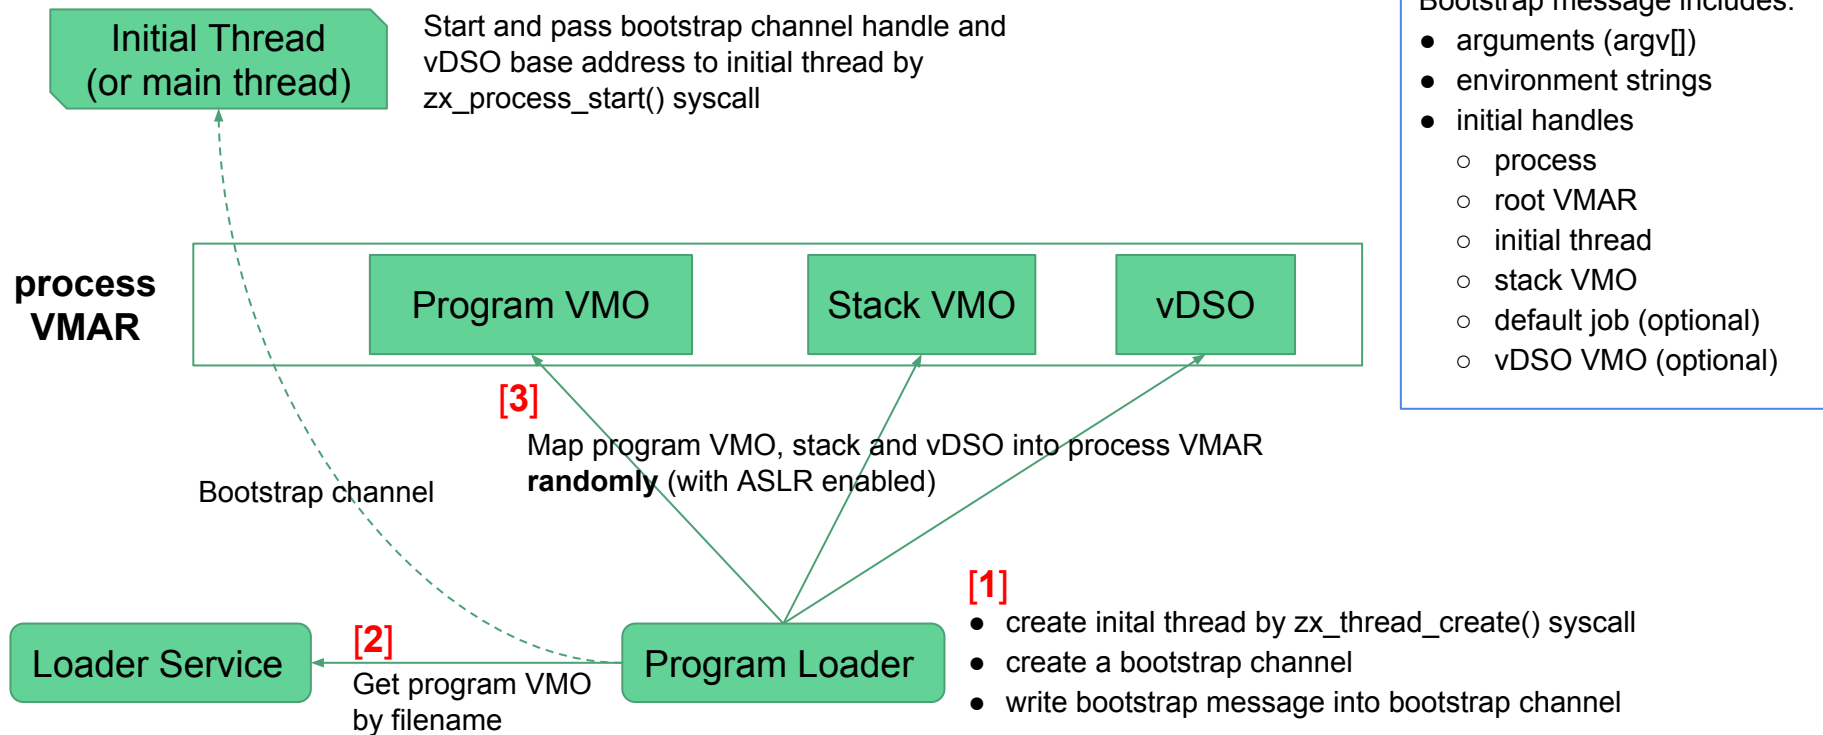 Initial Thread
(or main thread)
Start and pass bootstrap channel handle and
vDSO base address to initial thread by
zx_process_start() syscall
Bootstrap message includes:
● arguments (argv[])
● environment strings
● initial handles
○ process
○ root VMAR
○ initial thread
○ stack VMO
○ default job (optional)
○ vDSO VMO (optional)
process
VMAR
Program VMO
Stack VMO
vDSO
[3]
Map program VMO, stack and vDSO into process VMAR
randomly (with ASLR enabled)
Bootstrap channel
Loader Service
[2]
Get program VMO
by filename
Program Loader
[1]
● create inital thread by zx_thread_create() syscall
● create a bootstrap channel
● write bootstrap message into bootstrap channel